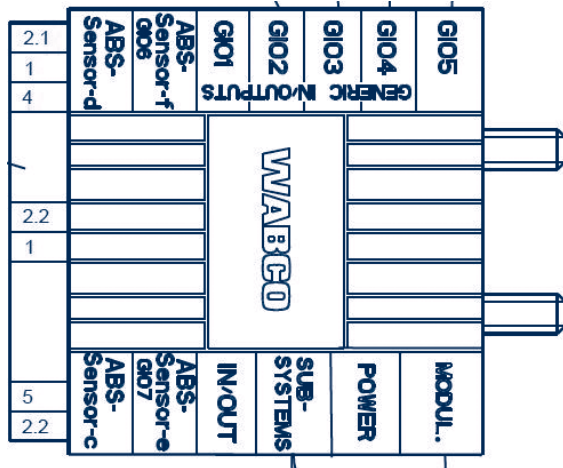 2.1
1
4
2.2
1
5
2.2
ABS-
Sensor-d
ABS-
Sensor-f
GIO6
GIO1
GIO2
GIO3
GIO4
GIO5
GENERIC IN/OUTPUTS
WABCO
ABS-
Sensor-c
ABS-
Sensor-e
GIO7
IN/OUT
SUB-
SYSTEMS
POWER
MODUL..